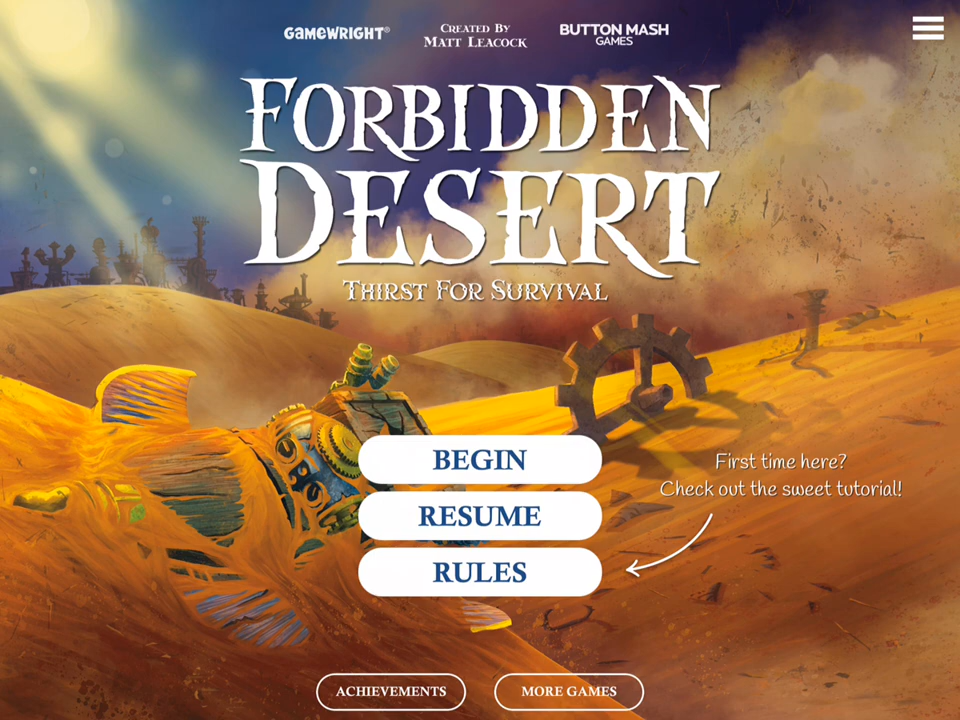 GAMEWRIGHT®
CREATED BY
MATT LEACOCK
BUTTON MASH
GAMES
FORBIDDEN
DESERT
THIRST FOR SURVIVAL
BEGIN
RESUME
RULES
First time here?
Check out the sweet tutorial!
ACHIEVEMENTS
MORE GAMES